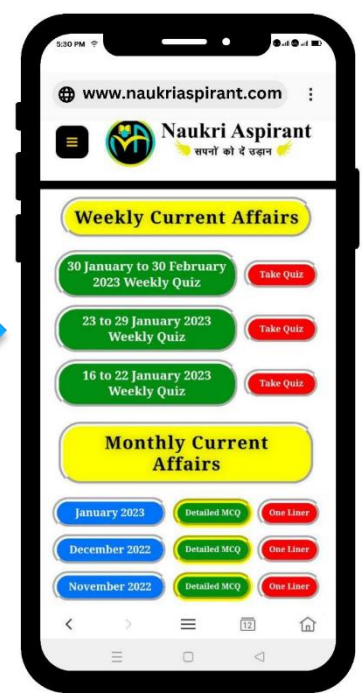 5:30 PM
www.naukriaspirant.com
Naukri Aspirant
सपनों को दें उड़ान
Weekly Current Affairs
30 January to 30 February
2023 Weekly Quiz
Take Quiz
23 to 29 January 2023
Weekly Quiz
Take Quiz
16 to 22 January 2023
Weekly Quiz
Take Quiz
Monthly Current
Affairs
January 2023 Detailed MCQ One Liner
December 2022 Detailed MCQ One Liner
November 2022 Detailed MCQ One Liner
12